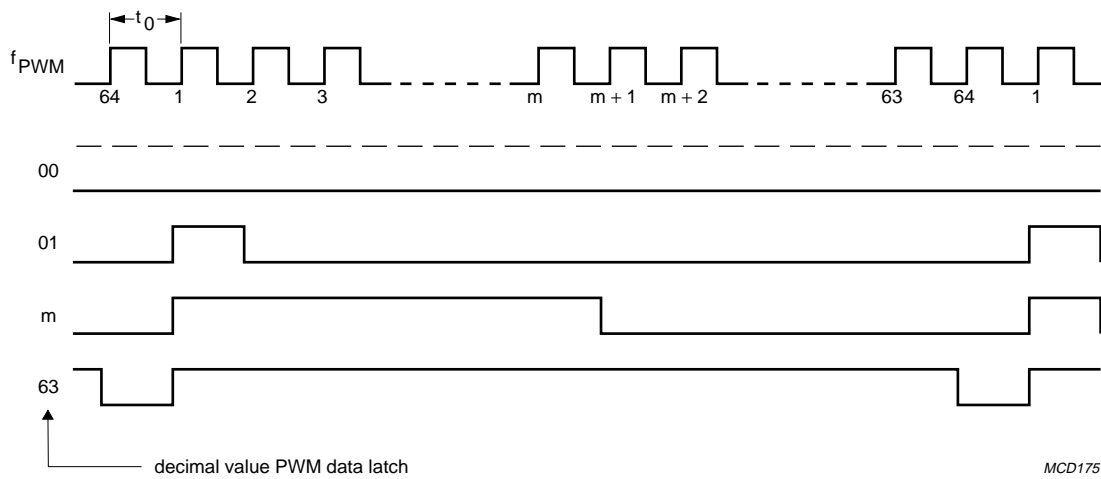 t0
fPWM
64 1 2 3 m m + 1 m + 2 63 64 1
00
01
m
63
decimal value PWM data latch
MCD175